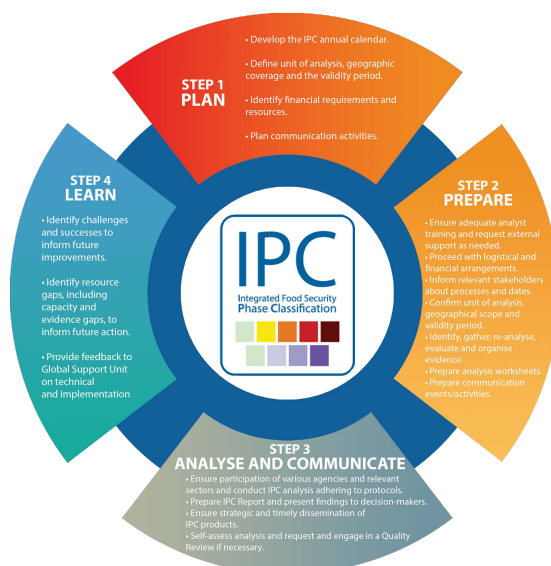 STEP 1
PLAN
• Develop the IPC annual calendar.
• Define unit of analysis, geographic
coverage and the validity period.
• Identify financial requirements and
resources.
• Plan communication activities.
STEP 2
PREPARE
• Ensure adequate analyst
training and request external
support as needed.
• Proceed with logistical and
financial arrangements.
• Inform relevant stakeholders
about processes and dates.
• Confirm unit of analysis,
geographical scope and
validity period.
• Identify, gather, re-analyse,
evaluate and organise
evidence.
• Prepare analysis worksheets.
• Prepare communication
events/activities.
STEP 3
ANALYSE AND COMMUNICATE
• Ensure participation of various agencies and relevant
sectors and conduct IPC analysis adhering to protocols.
• Prepare IPC Report and present findings to decision-makers.
• Ensure strategic and timely dissemination of
IPC products.
• Self-assess analysis and request and engage in a Quality
Review if necessary.
STEP 4
LEARN
• Identify challenges
and successes to
inform future
improvements.
• Identify resource
gaps, including
capacity and
evidence gaps, to
inform future action.
• Provide feedback to
Global Support Unit
on technical
and implementation
IPC
Integrated Food Security
Phase Classification